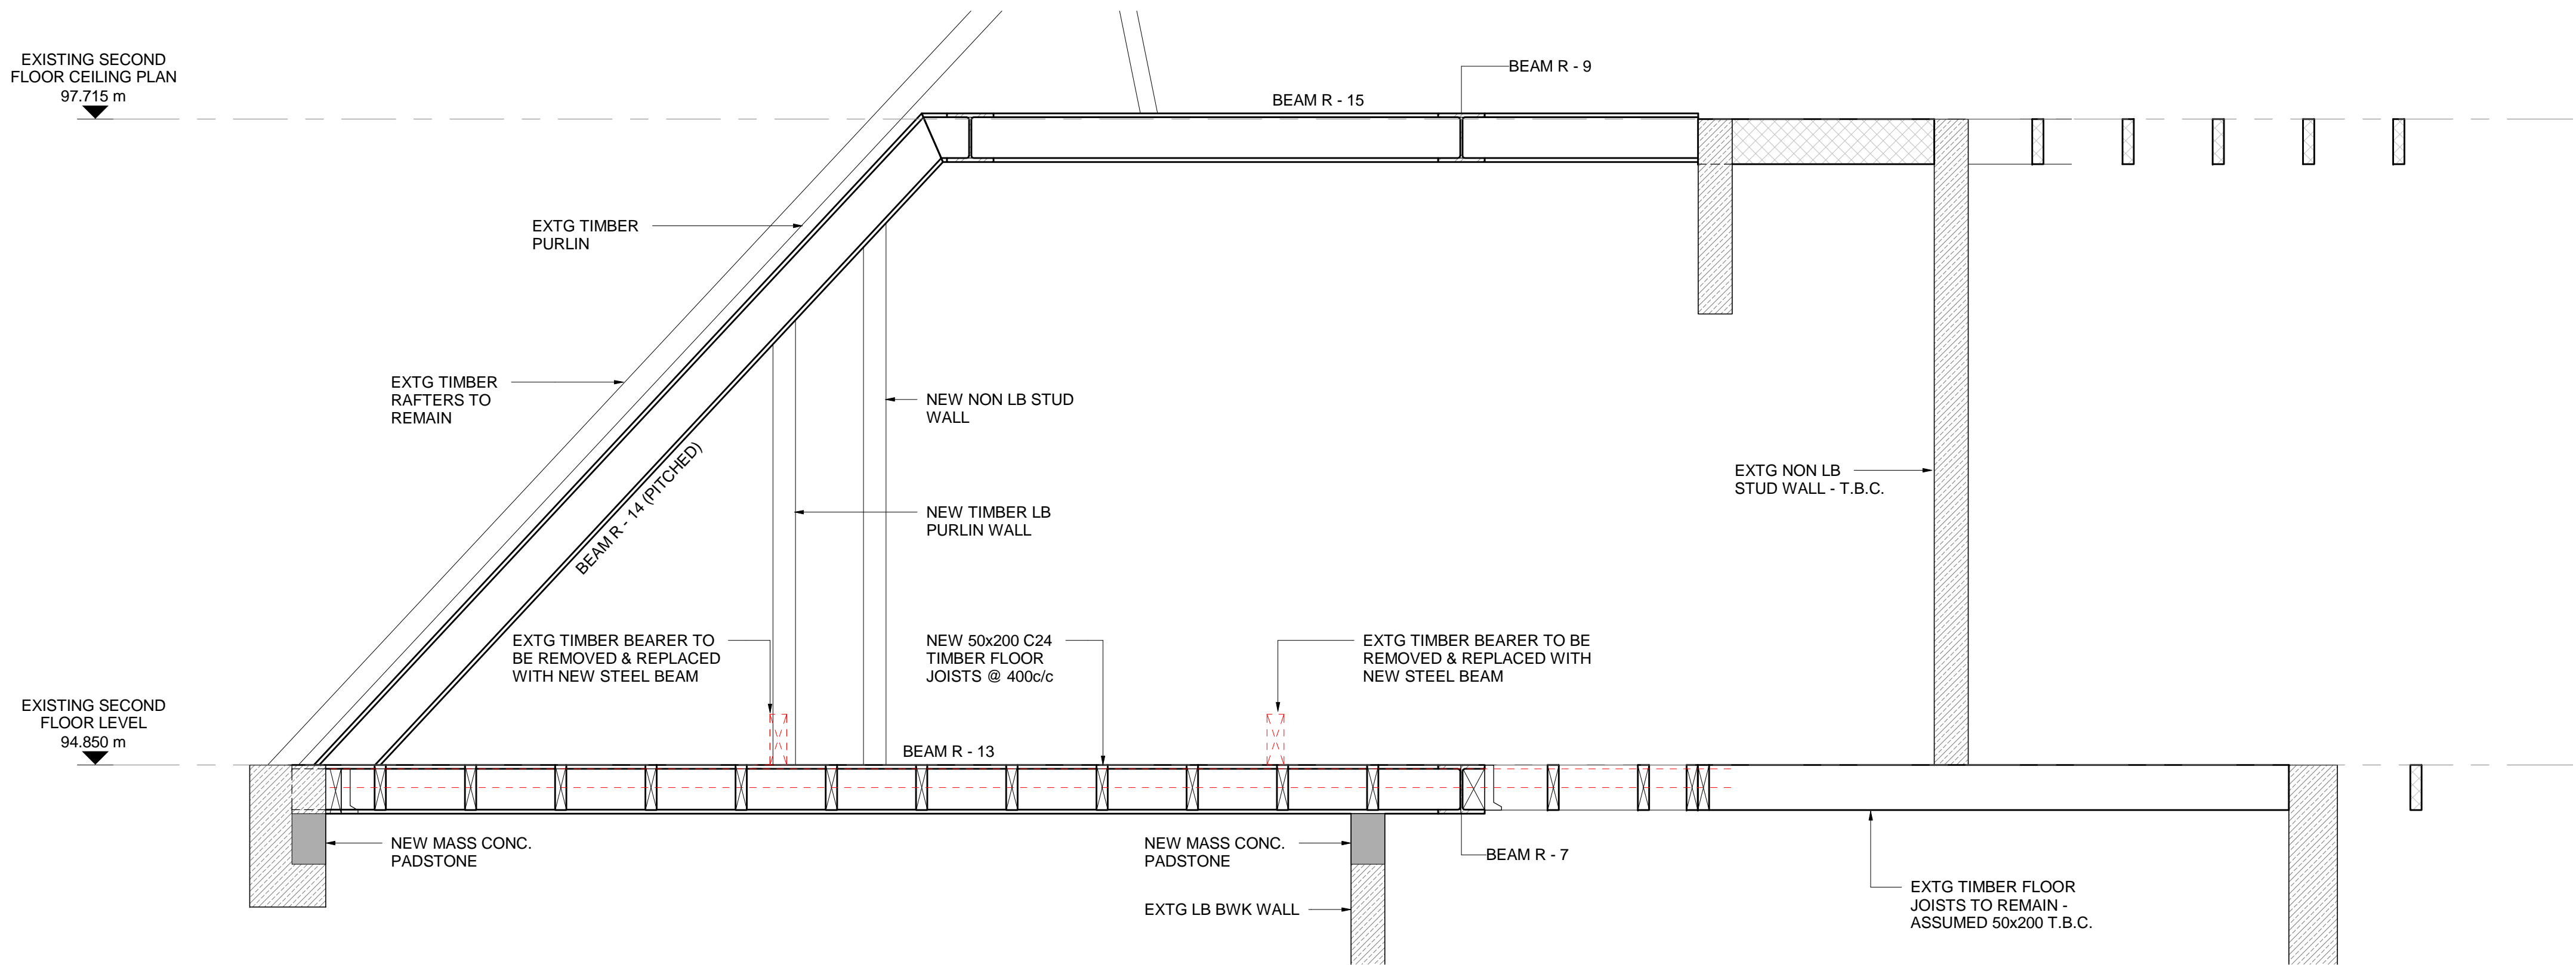 EXISTING SECOND
FLOOR CEILING PLAN
97.715 m
BEAM R - 9
BEAM R - 15
EXTG TIMBER
PURLIN
EXTG TIMBER
RAFTERS TO
REMAIN
NEW NON LB STUD
WALL
BEAM R - 14 (PITCHED)
NEW TIMBER LB
PURLIN WALL
EXTG NON LB
STUD WALL - T.B.C.
EXTG TIMBER BEARER TO
BE REMOVED & REPLACED
WITH NEW STEEL BEAM
NEW 50x200 C24
TIMBER FLOOR
JOISTS @ 400c/c
EXTG TIMBER BEARER TO BE
REMOVED & REPLACED WITH
NEW STEEL BEAM
EXISTING SECOND
FLOOR LEVEL
94.850 m
BEAM R - 13
NEW MASS CONC.
PADSTONE
NEW MASS CONC.
PADSTONE
BEAM R - 7
EXTG LB BWK WALL
EXTG TIMBER FLOOR
JOISTS TO REMAIN -
ASSUMED 50x200 T.B.C.